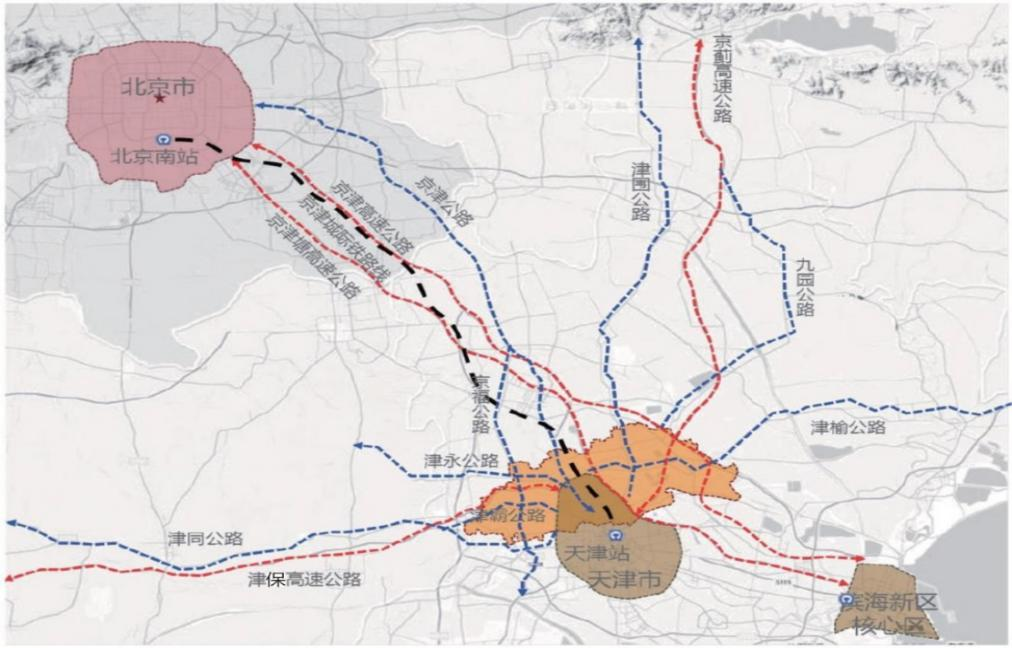 北京市
北京南站
京蓟高速公路
津围公路
京津公路
京津高速公路
京津城际铁路线
京津塘高速公路
九园公路
京福公路
津榆公路
津永公路
津霸公路
津同公路
津保高速公路
天津站
天津市
滨海新区
核心区